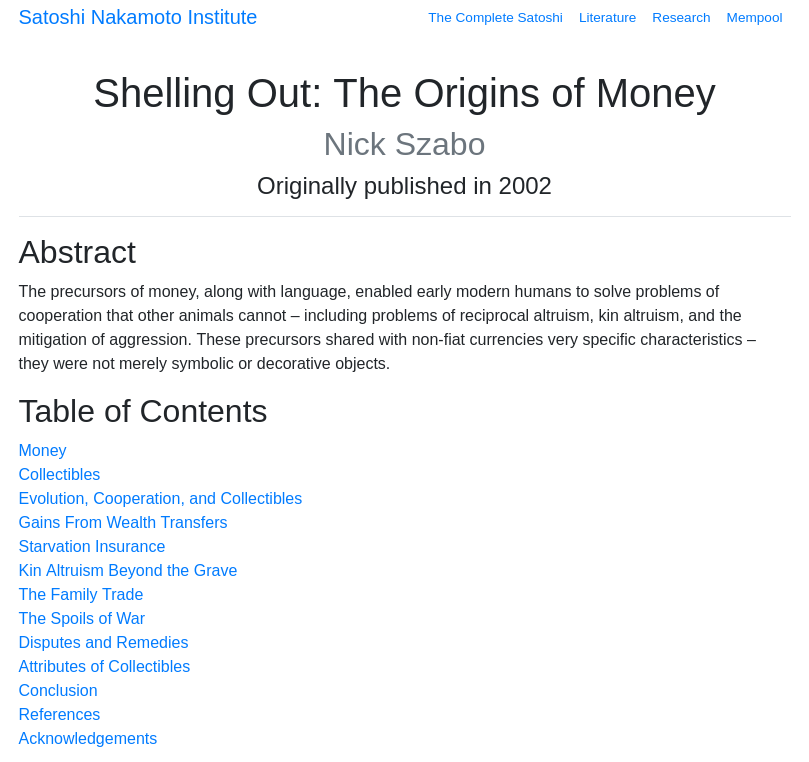 Satoshi Nakamoto Institute The Complete Satoshi Literature Research Mempool
Shelling Out: The Origins of Money
Nick Szabo
Originally published in 2002
Abstract
The precursors of money, along with language, enabled early modern humans to solve problems of
cooperation that other animals cannot – including problems of reciprocal altruism, kin altruism, and the
mitigation of aggression. These precursors shared with non-fiat currencies very specific characteristics –
they were not merely symbolic or decorative objects.
Table of Contents
Money
Collectibles
Evolution, Cooperation, and Collectibles
Gains From Wealth Transfers
Starvation Insurance
Kin Altruism Beyond the Grave
The Family Trade
The Spoils of War
Disputes and Remedies
Attributes of Collectibles
Conclusion
References
Acknowledgements